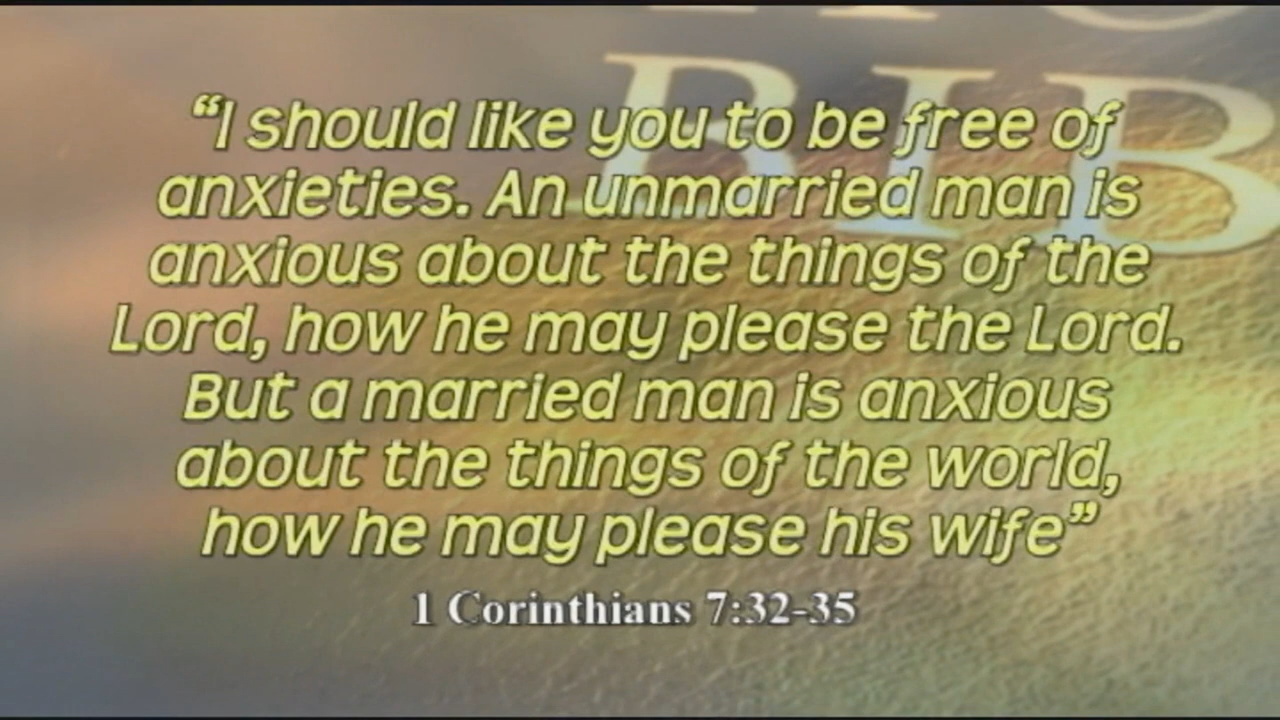 “I should like you to be free of
anxieties. An unmarried man is
anxious about the things of the
Lord, how he may please the Lord.
But a married man is anxious
about the things of the world,
how he may please his wife”
1 Corinthians 7:32-35